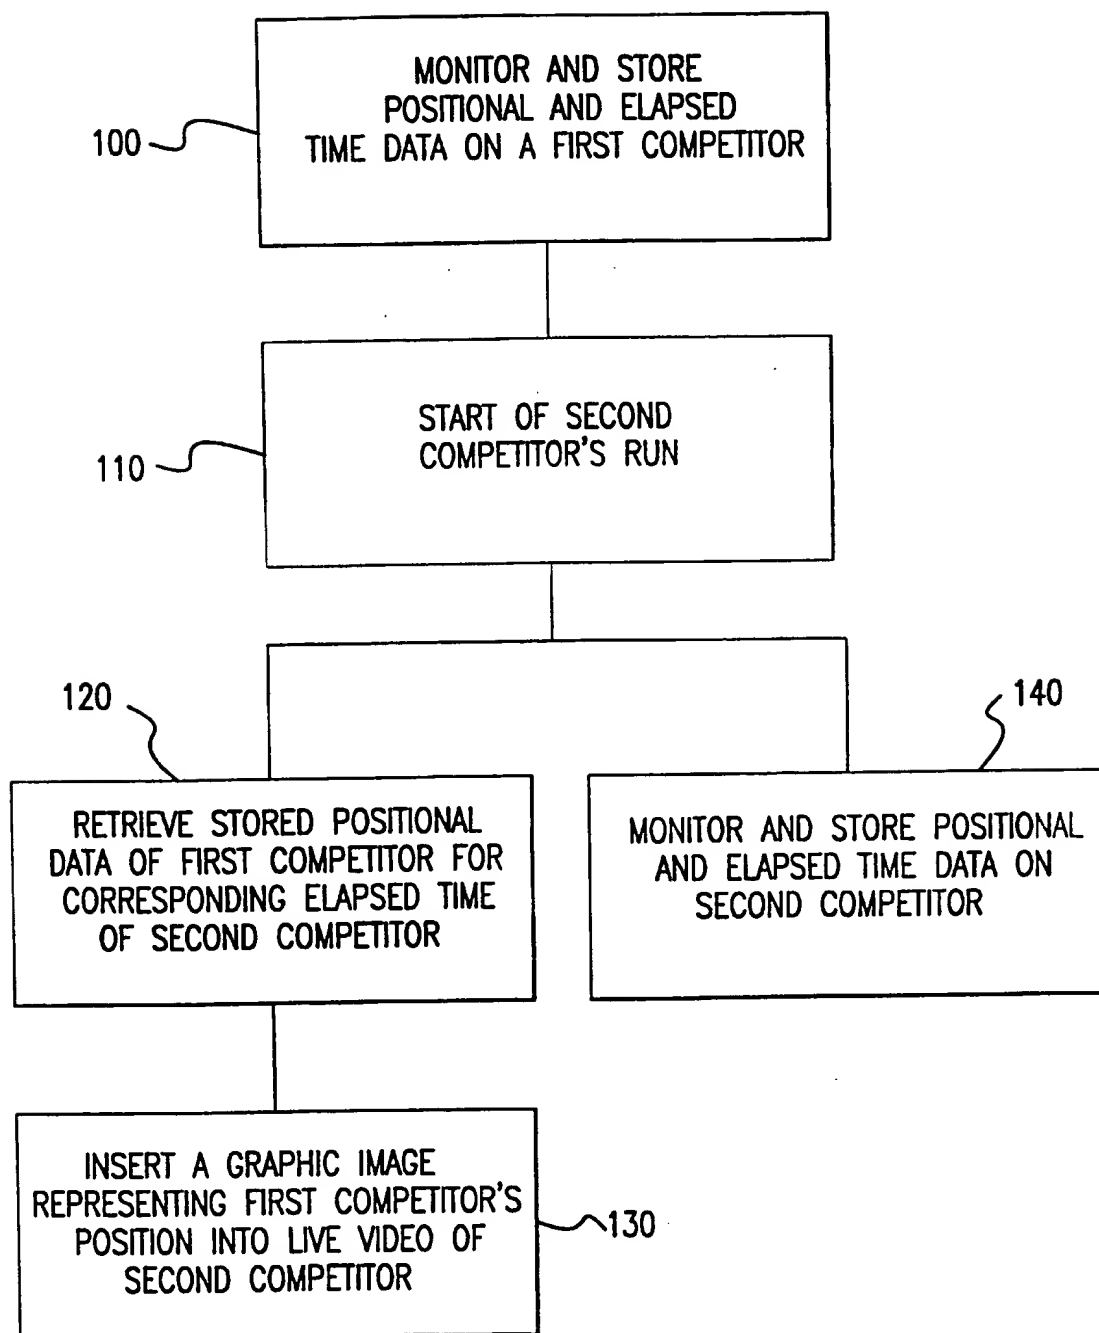 MONITOR AND STORE
POSITIONAL AND ELAPSED
TIME DATA ON A FIRST COMPETITOR
100
START OF SECOND
COMPETITOR'S RUN
110
120
140
RETRIEVE STORED POSITIONAL
DATA OF FIRST COMPETITOR FOR
CORRESPONDING ELAPSED TIME
OF SECOND COMPETITOR
MONITOR AND STORE POSITIONAL
AND ELAPSED TIME DATA ON
SECOND COMPETITOR
INSERT A GRAPHIC IMAGE
REPRESENTING FIRST COMPETITOR'S
POSITION INTO LIVE VIDEO OF
SECOND COMPETITOR
130